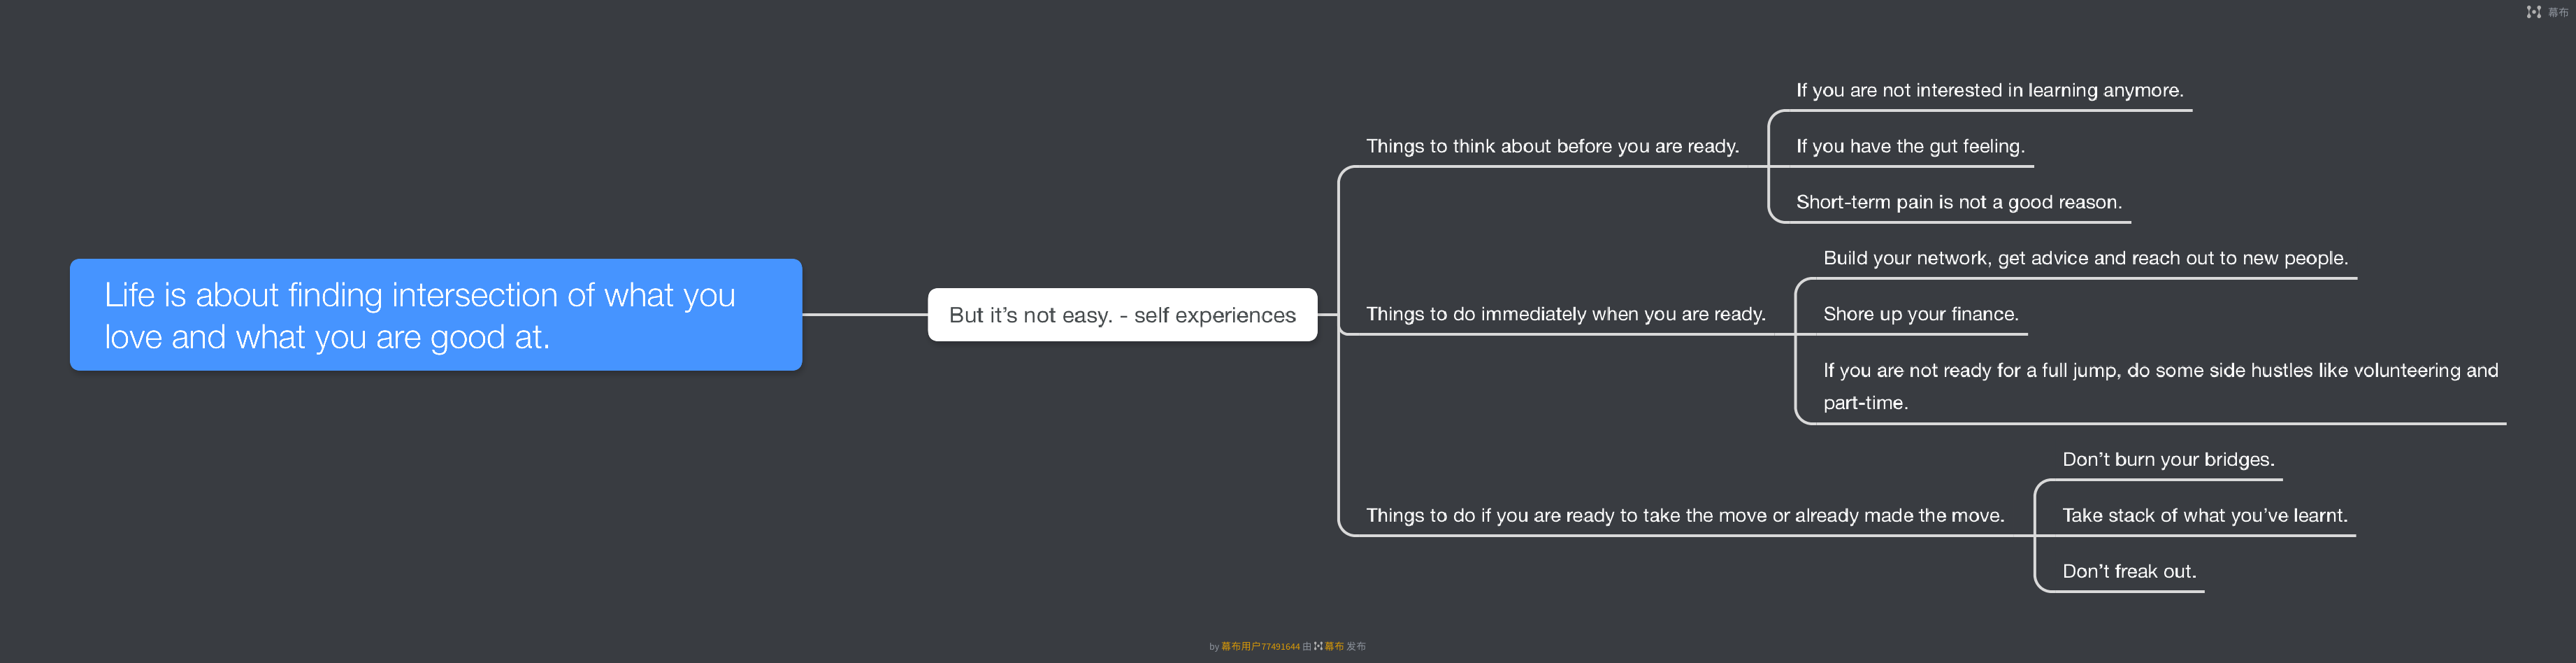 幕布
Life is about finding intersection of what you
love and what you are good at.
But it’s not easy. - self experiences
Things to think about before you are ready.
If you are not interested in learning anymore.
If you have the gut feeling.
Short-term pain is not a good reason.
Things to do immediately when you are ready.
Build your network, get advice and reach out to new people.
Shore up your finance.
If you are not ready for a full jump, do some side hustles like volunteering and
part-time.
Things to do if you are ready to take the move or already made the move.
Don’t burn your bridges.
Take stack of what you’ve learnt.
Don’t freak out.
by 幕布用户77491644 由 幕布 发布